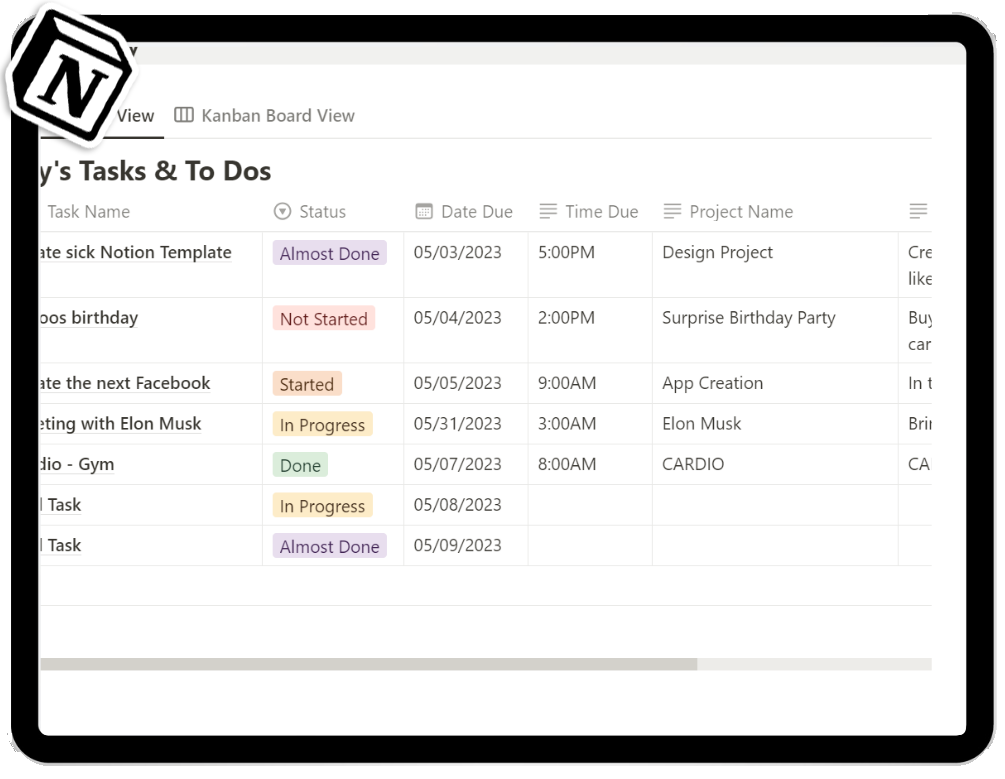 N
View Kanban Board View
y's Tasks & To Dos
Task Name Status Date Due Time Due Project Name
ate sick Notion Template Almost Done 05/03/2023 5:00PM Design Project Cre
like
oos birthday Not Started 05/04/2023 2:00PM Surprise Birthday Party Buy
car
ate the next Facebook Started 05/05/2023 9:00AM App Creation In t
eting with Elon Musk In Progress 05/31/2023 3:00AM Elon Musk Brin
dio - Gym Done 05/07/2023 8:00AM CARDIO CA
l Task In Progress 05/08/2023
l Task Almost Done 05/09/2023